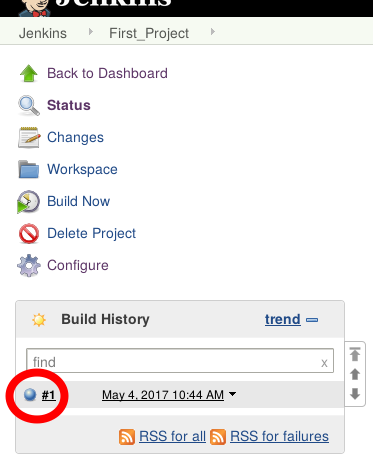 Jenkins
Jenkins First_Project
Back to Dashboard
Status
Changes
Workspace
Build Now
Delete Project
Configure
Build History trend
find x
#1 May 4, 2017 10:44 AM
RSS for all RSS for failures